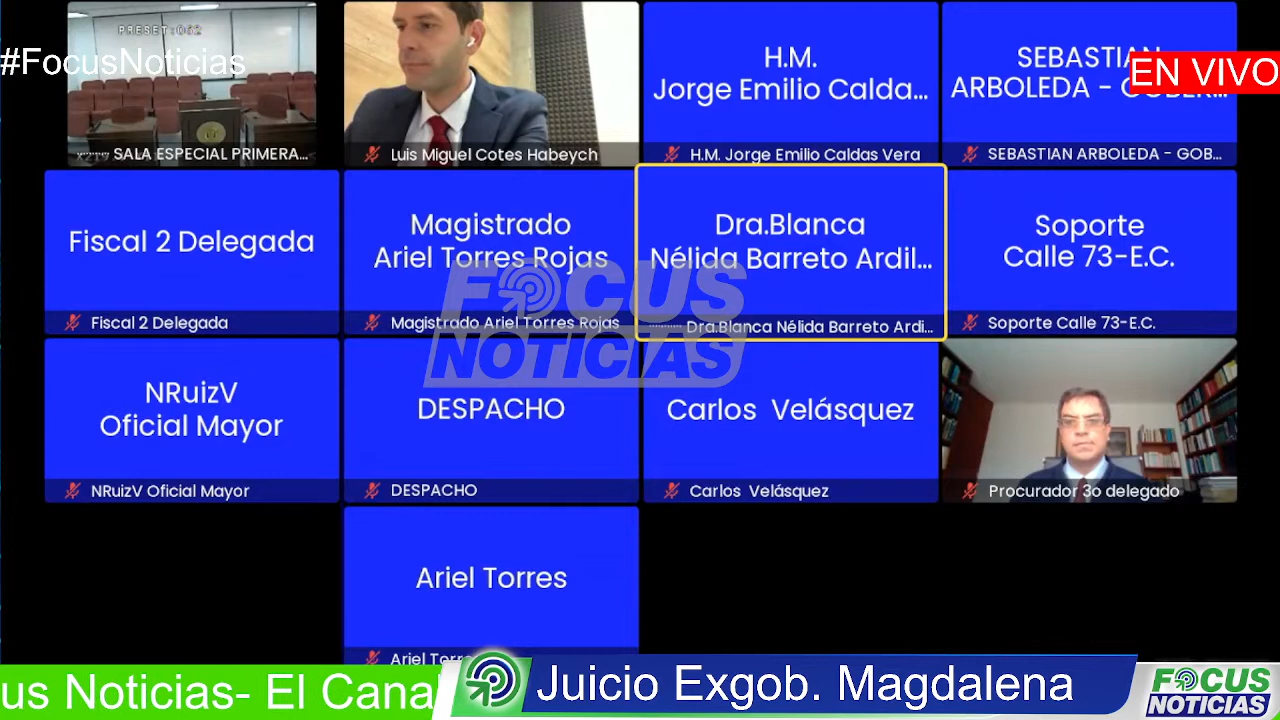 PRESET:062
#FocusNoticias
SALA ESPECIAL PRIMERA...
Luis Miguel Cotes Habeych
H.M.
Jorge Emilio Calda...
H.M. Jorge Emilio Caldas Vera
SEBASTIAN
ARBOLEDA - GOBER...
EN VIVO
SEBASTIAN ARBOLEDA - GOB...
Fiscal 2 Delegada
Fiscal 2 Delegada
Magistrado
Ariel Torres Rojas
Magistrado Ariel Torres Rojas
Dra.Blanca
Nélida Barreto Ardil...
Dra.Blanca Nélida Barreto Ardi...
Soporte
Calle 73-E.C.
Soporte Calle 73-E.C.
FOCUS
NOTICIAS
NRuizV
Oficial Mayor
NRuizV Oficial Mayor
DESPACHO
DESPACHO
Carlos Velásquez
Carlos Velásquez
Procurador 3o delegado
Ariel Torres
Ariel Torre
us Noticias- El Canal
Juicio Exgob. Magdalena
FOCUS
NOTICIAS